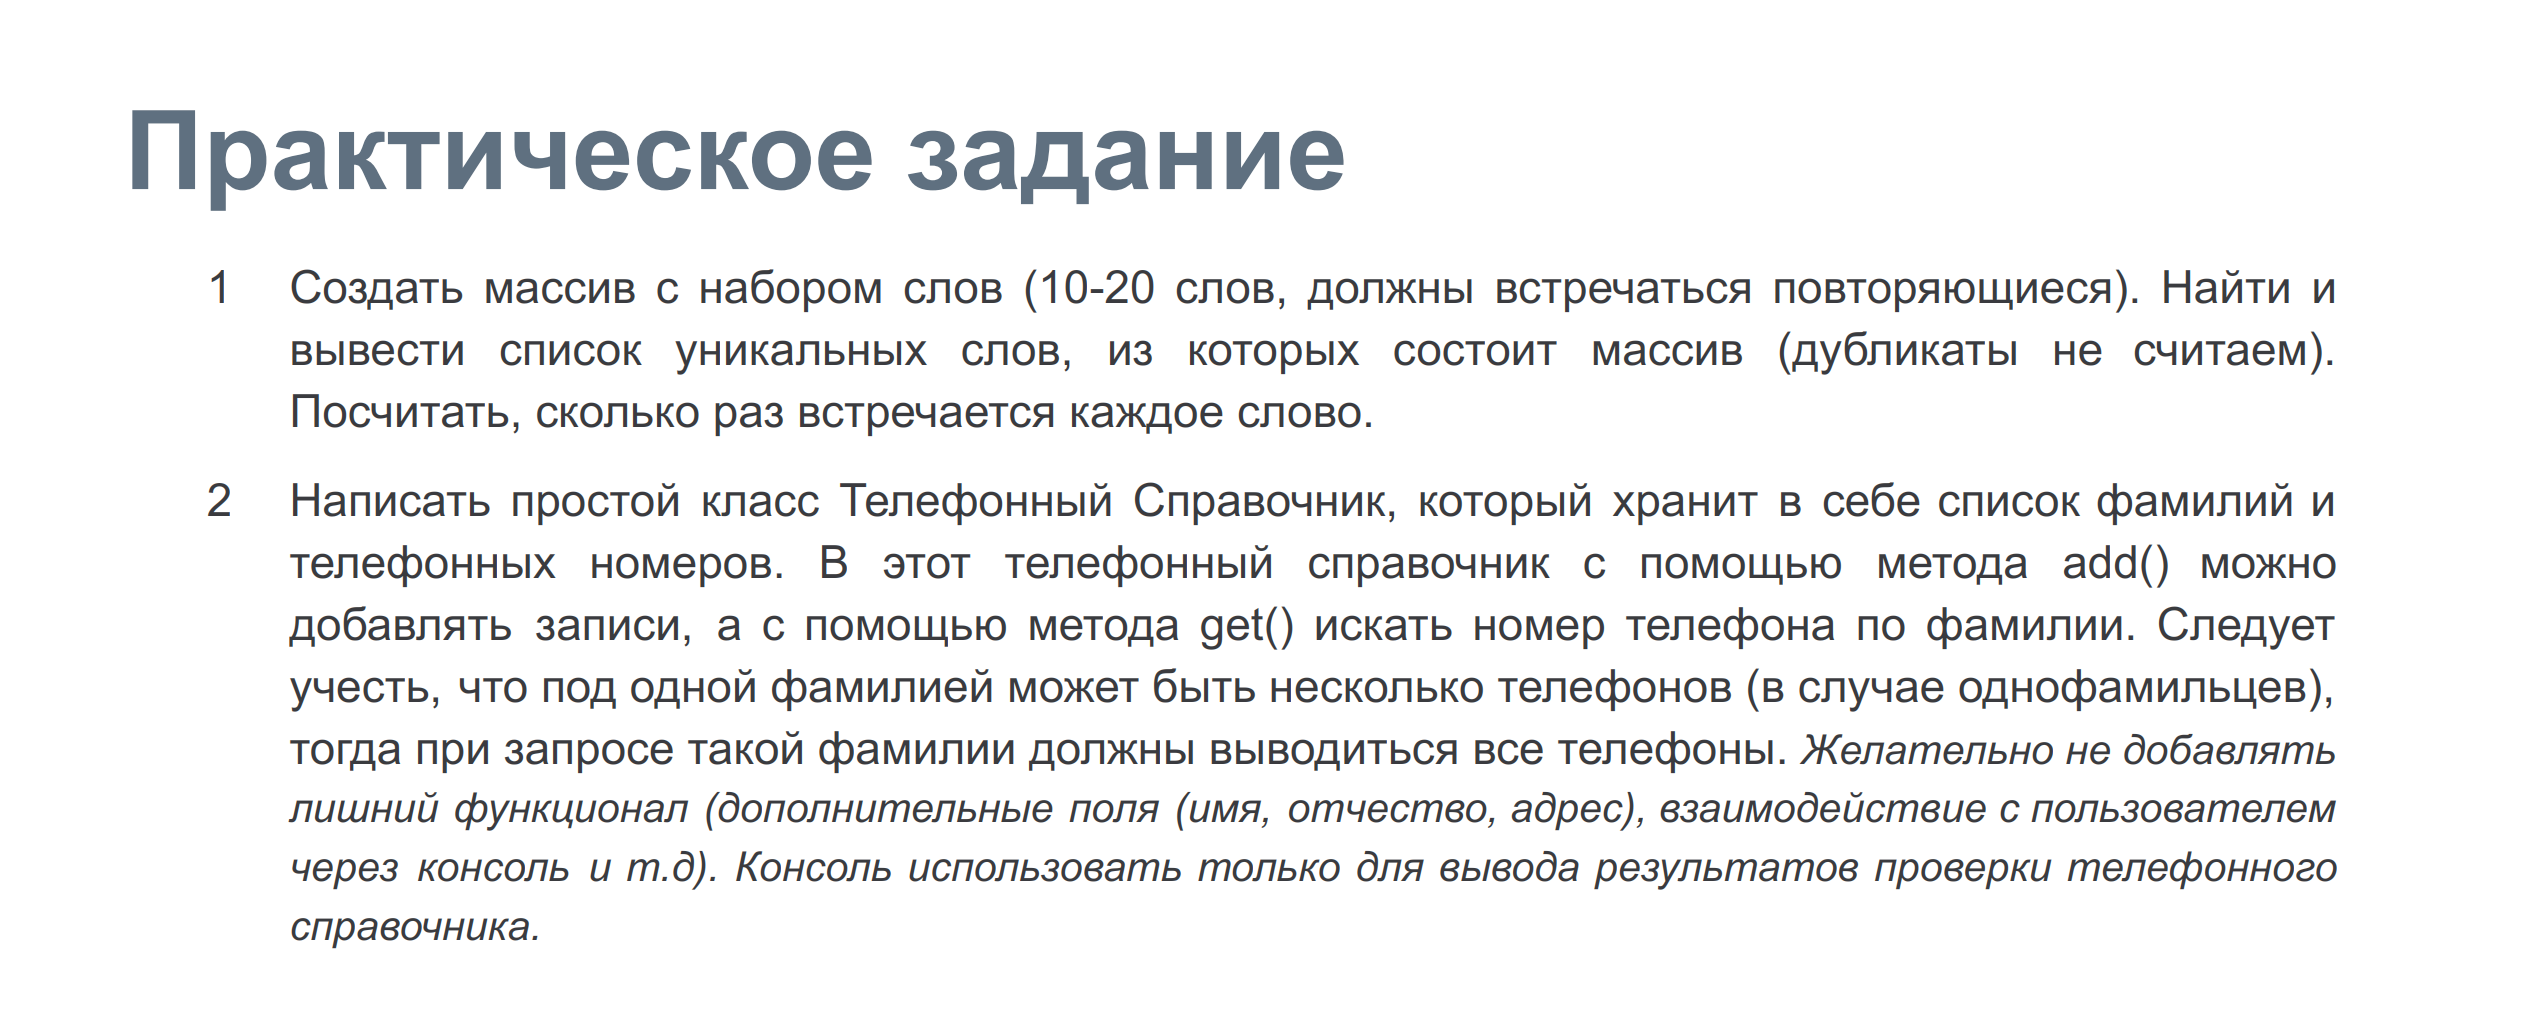 Практическое задание
1 Создать массив с набором слов (10-20 слов, должны встречаться повторяющиеся). Найти и
вывести список уникальных слов, из которых состоит массив (дубликаты не считаем).
Посчитать, сколько раз встречается каждое слово.
2 Написать простой класс Телефонный Справочник, который хранит в себе список фамилий и
телефонных номеров. В этот телефонный справочник с помощью метода add() можно
добавлять записи, а с помощью метода get() искать номер телефона по фамилии. Следует
учесть, что под одной фамилией может быть несколько телефонов (в случае однофамильцев),
тогда при запросе такой фамилии должны выводиться все телефоны. Желательно не добавлять
лишний функционал (дополнительные поля (имя, отчество, адрес), взаимодействие с пользователем
через консоль и т.д). Консоль использовать только для вывода результатов проверки телефонного
справочника.